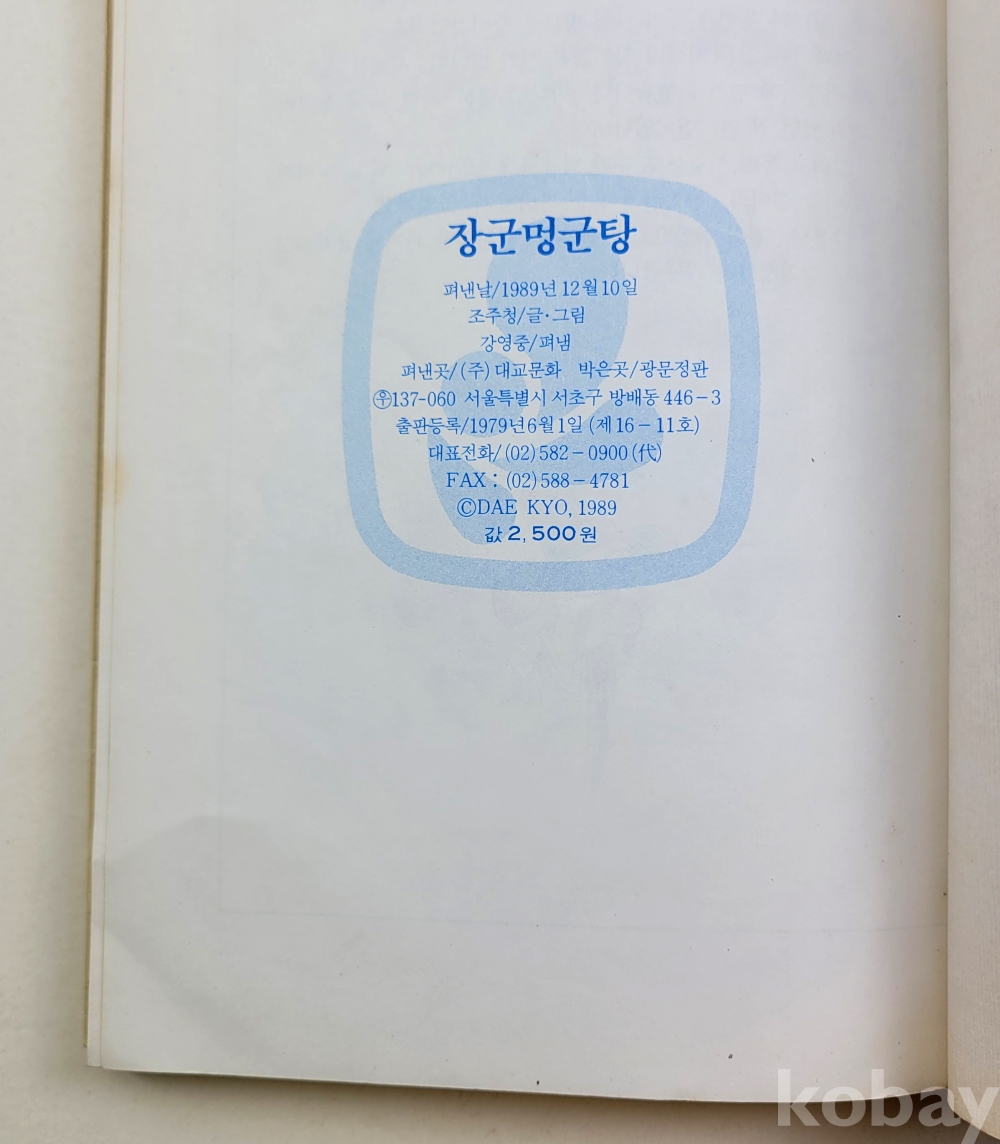 장군멍군탕
펴낸날/1989년 12월 10일
조주청/글·그림
강영중/펴냄
펴낸곳/(주) 대교문화 박은곳/광문정판
㉾137-060 서울특별시 서초구 방배동 446-3
출판등록/1979년 6월 1일 (제16-11호)
대표전화/(02) 582-0900 (代)
FAX : (02) 588-4781
©DAE KYO, 1989
값 2,500원
kobay